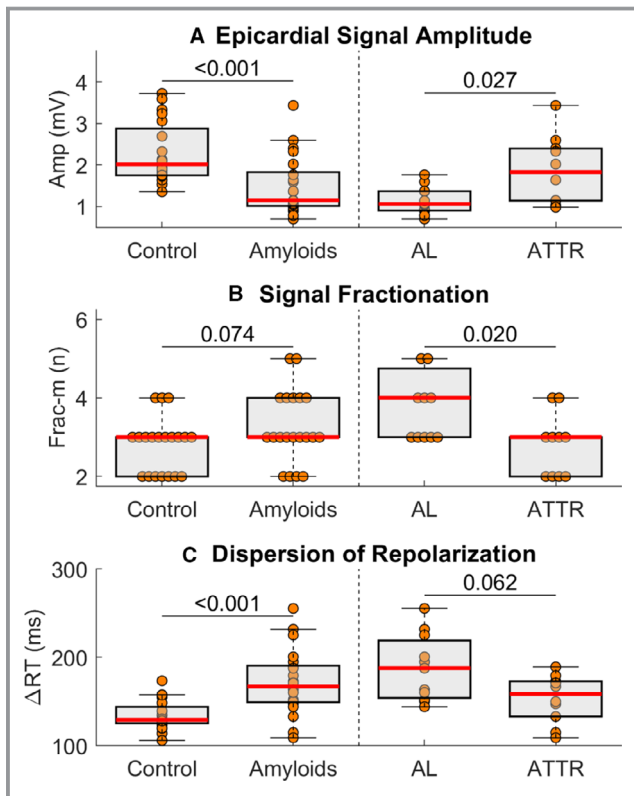 A Epicardial Signal Amplitude
<0.001
0.027
Amp (mV)
4
3
2
1
Control
Amyloids
AL
ATTR
B Signal Fractionation
0.074
0.020
Frac-m (n)
6
4
2
Control
Amyloids
AL
ATTR
C Dispersion of Repolarization
<0.001
0.062
ΔRT (ms)
300
200
100
Control
Amyloids
AL
ATTR